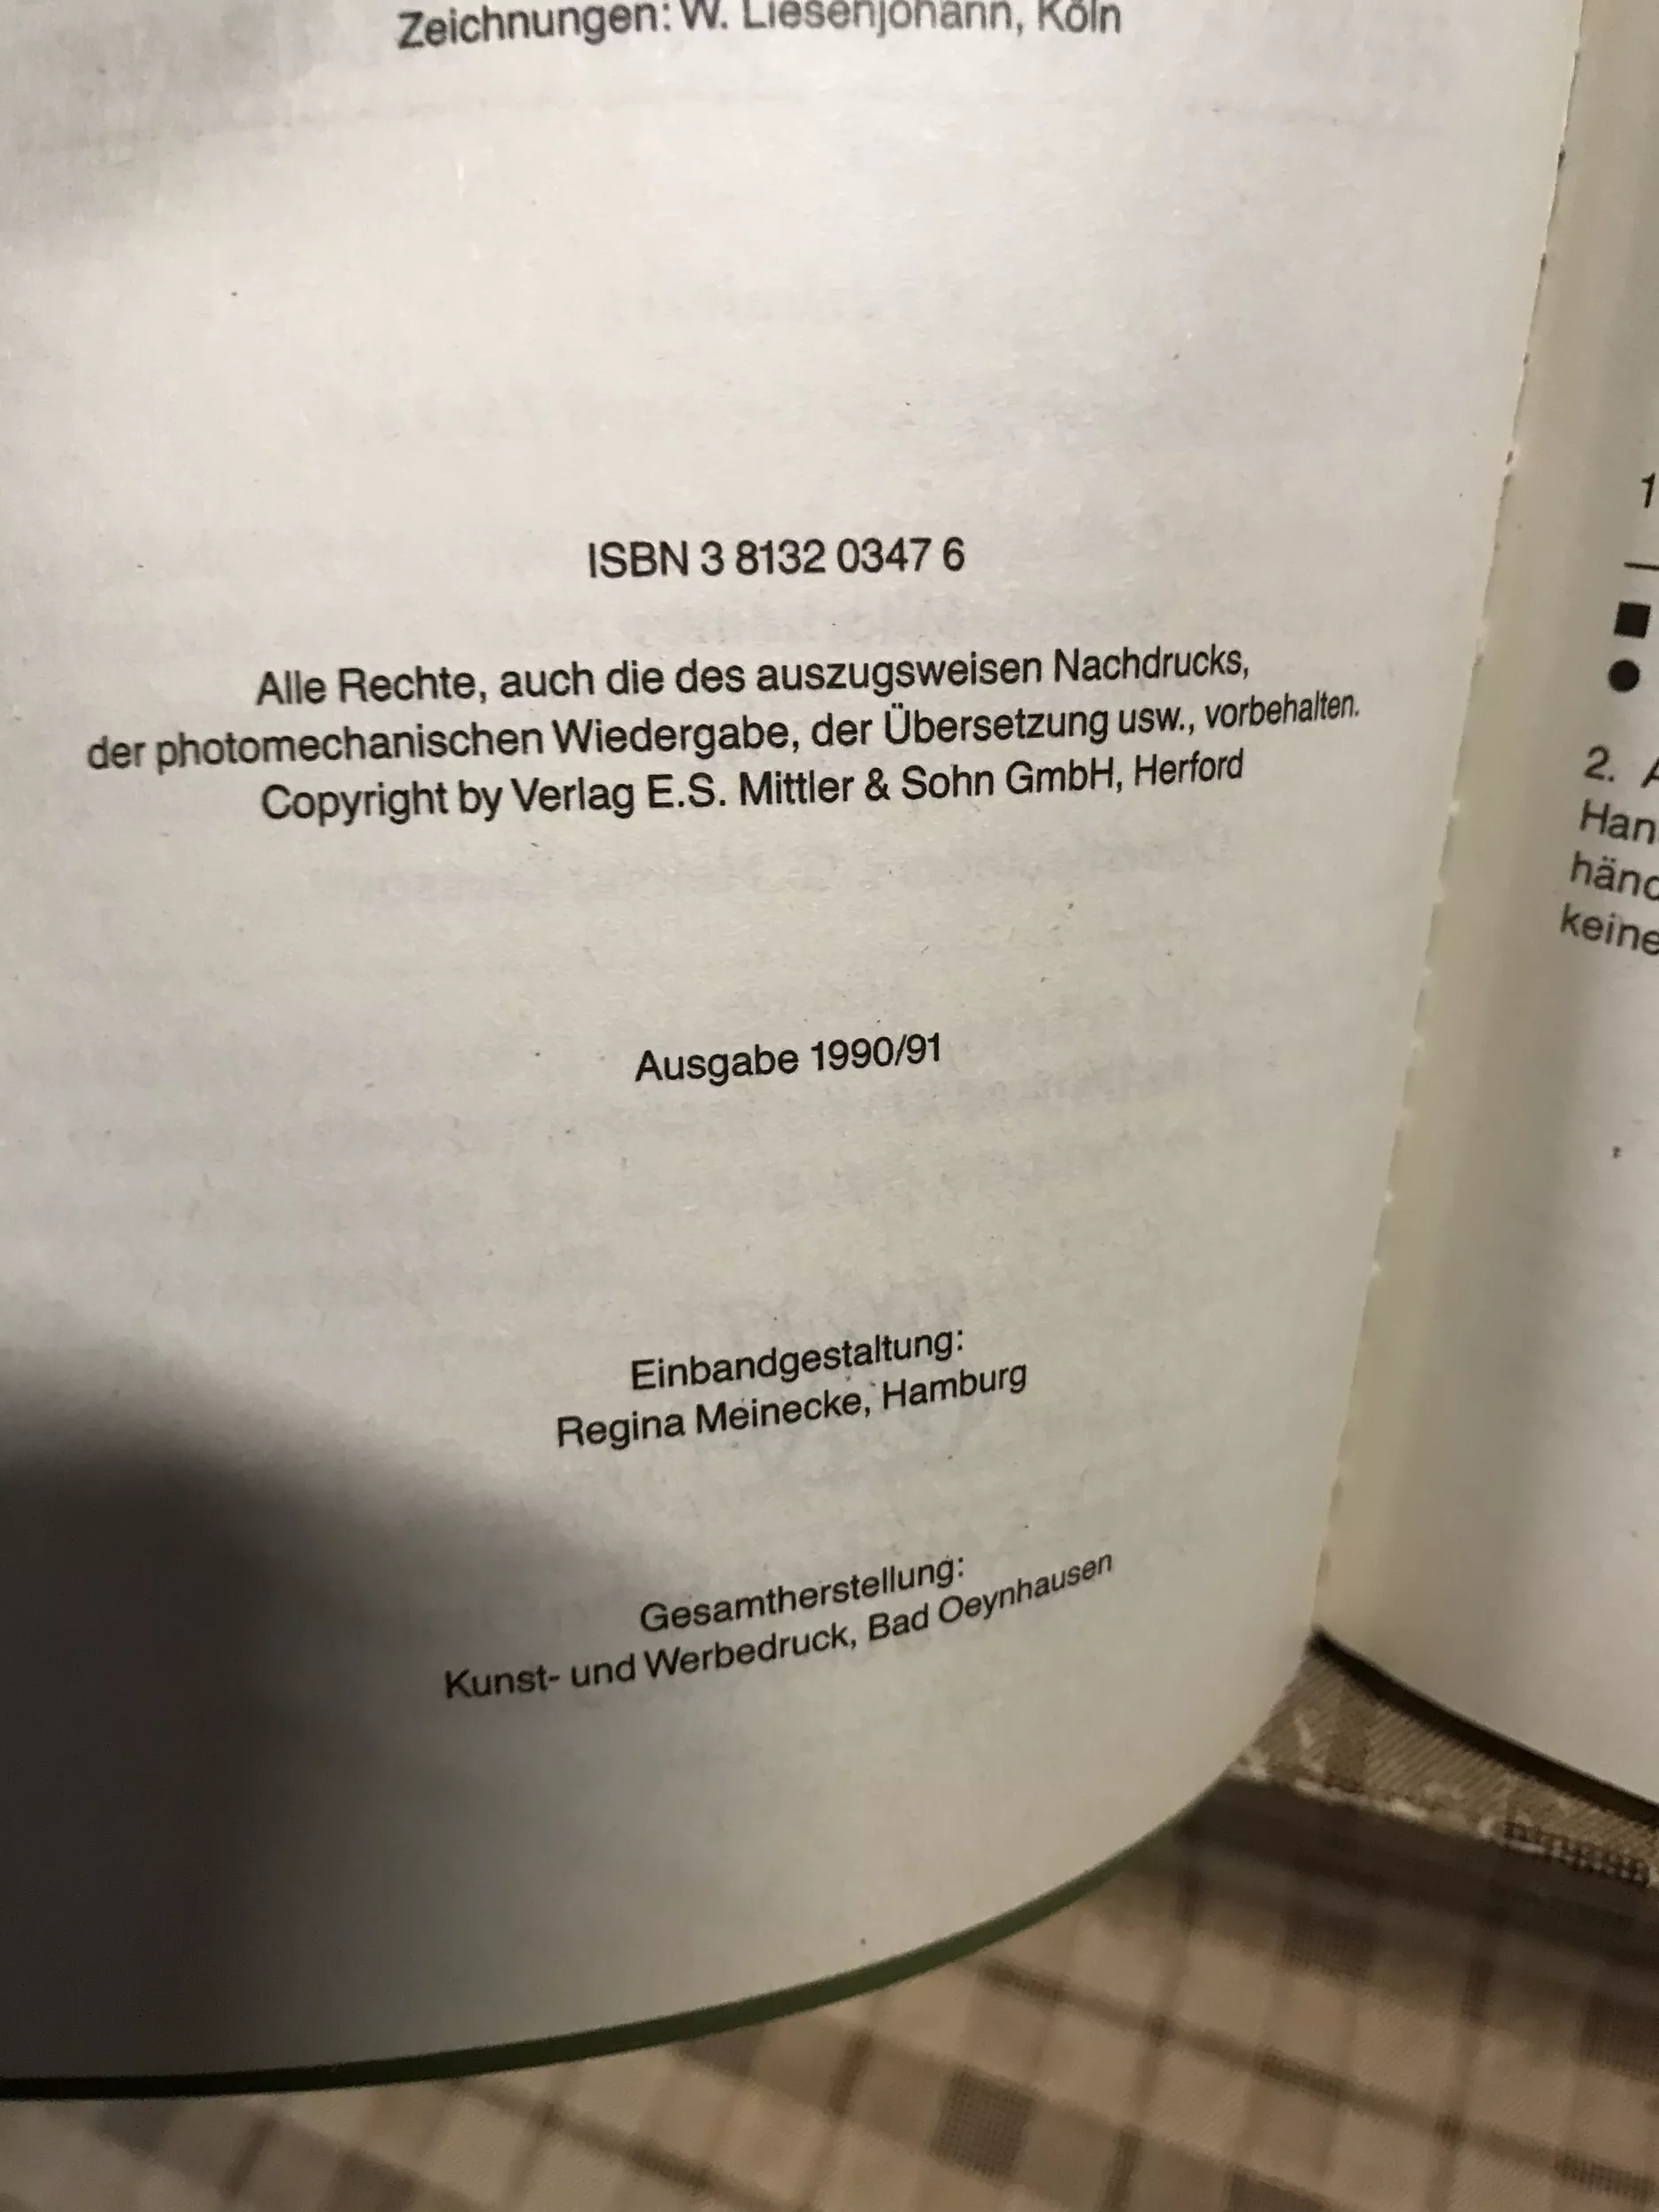 Zeichnungen: W. Liesenjohann, Köln
ISBN 3 8132 0347 6
Alle Rechte, auch die des auszugsweisen Nachdrucks,
der photomechanischen Wiedergabe, der Übersetzung usw., vorbehalten.
Copyright by Verlag E.S. Mittler & Sohn GmbH, Herford
Ausgabe 1990/91
Einbandgestaltung:
Regina Meinecke, Hamburg
Gesamtherstellung:
Kunst- und Werbedruck, Bad Oeynhausen
1
2. A
Han
händ
keine